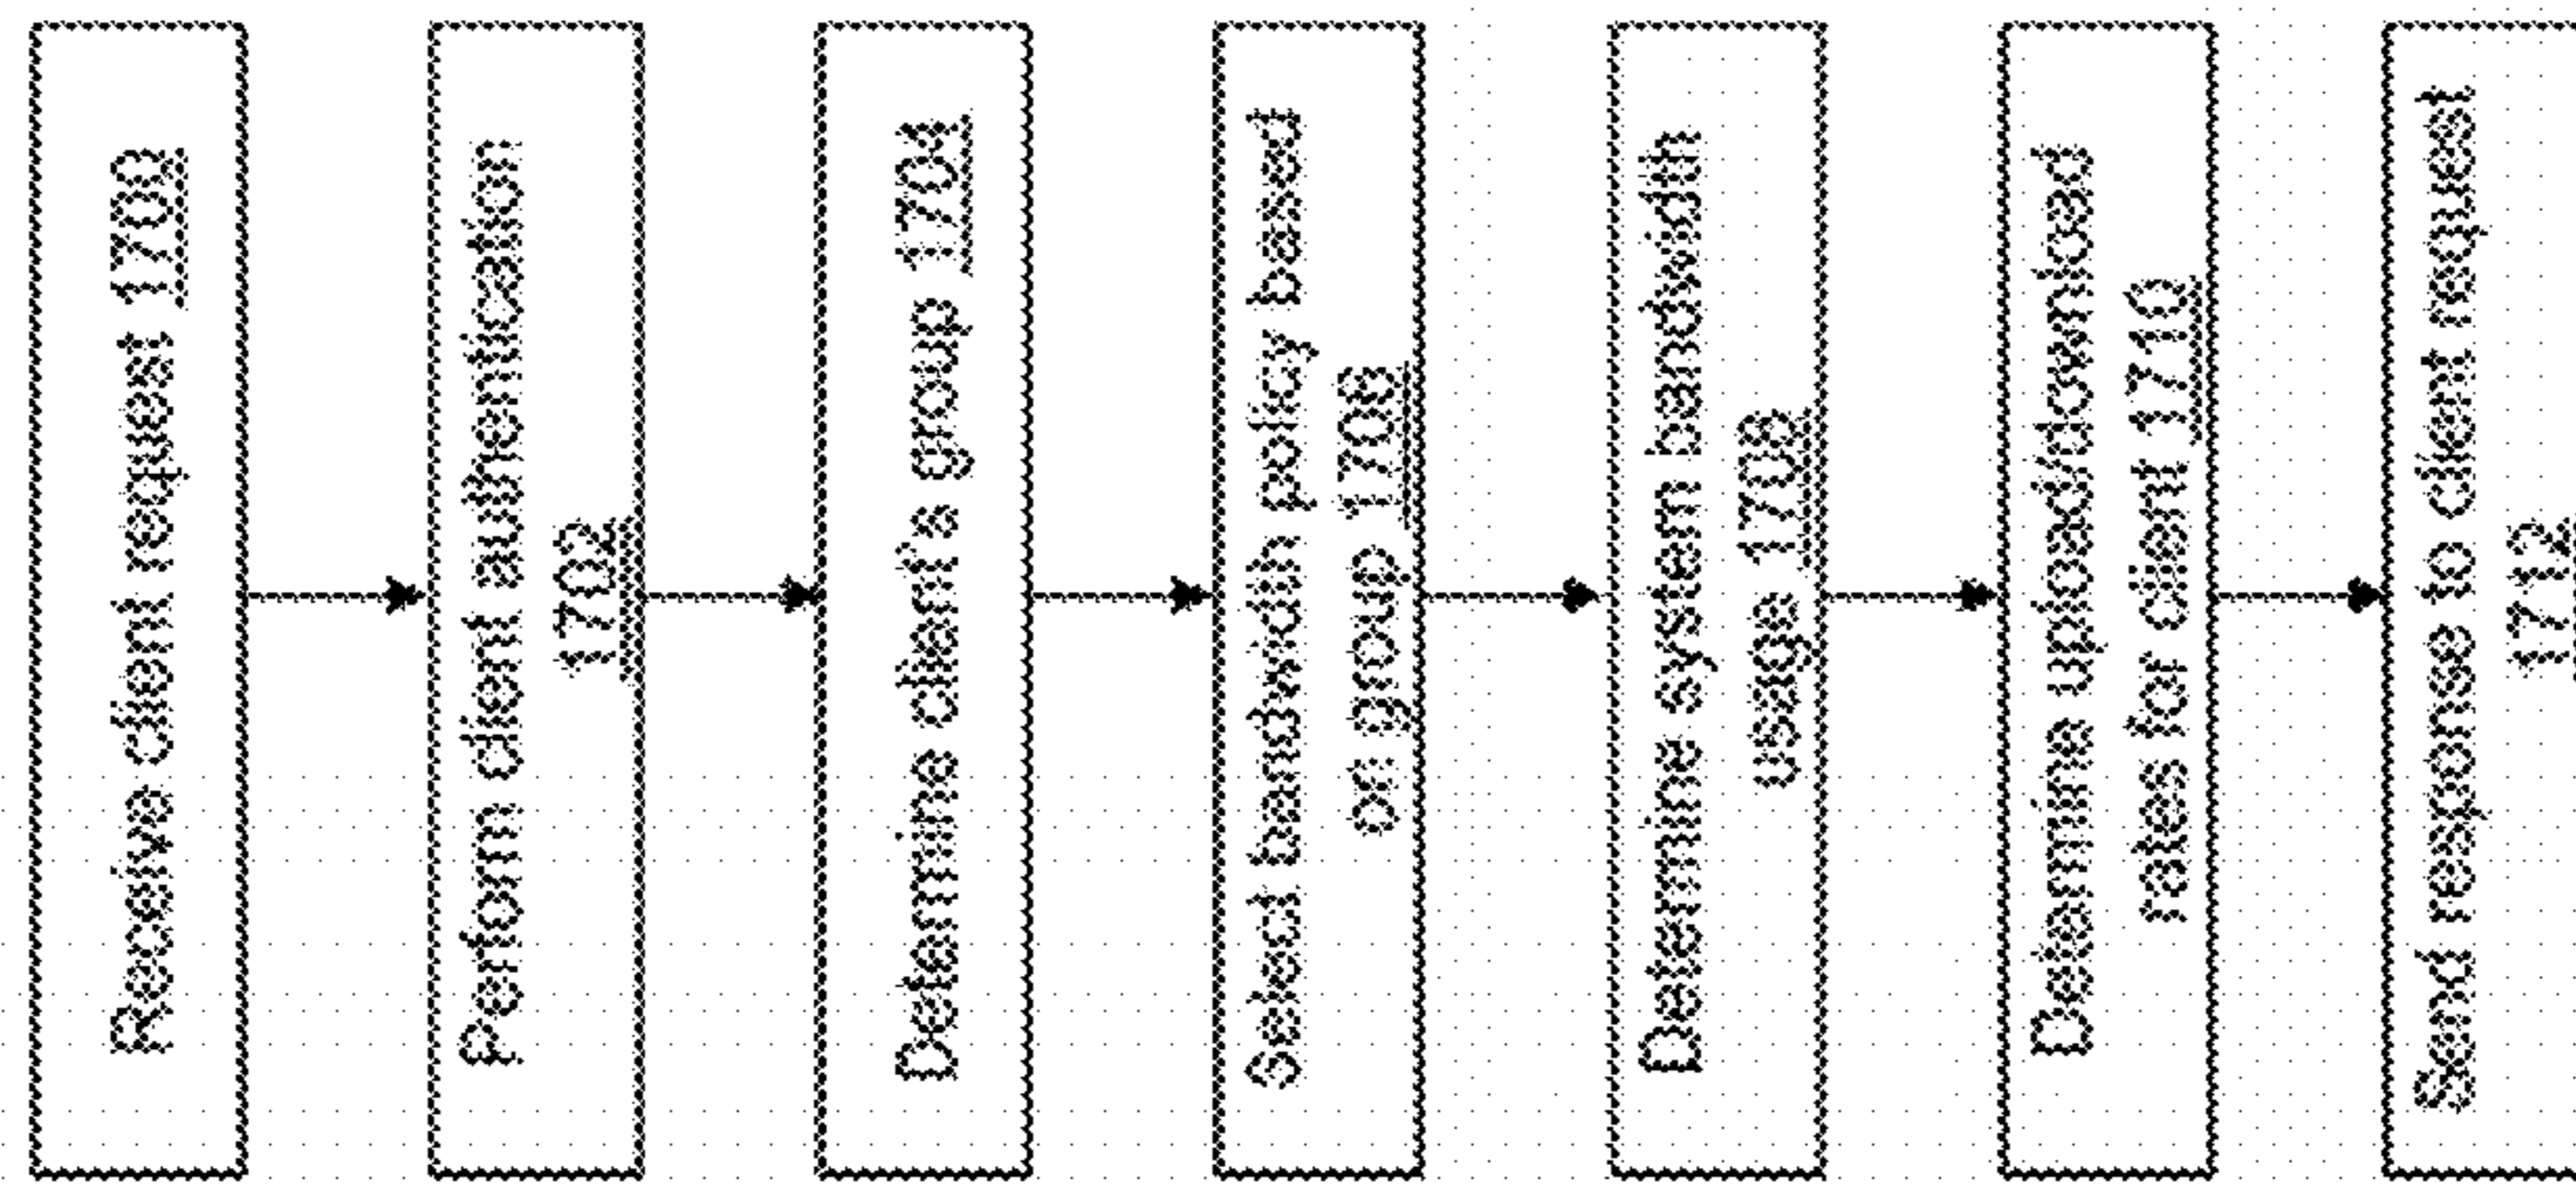 Receive client request 1700
Perform client authentication
1702
Determine client's group 1704
Select bandwidth policy based
on group 1706
Determine system bandwidth
usage 1708
Determine upload/download
rates for client 1710
Send response to client request
1712